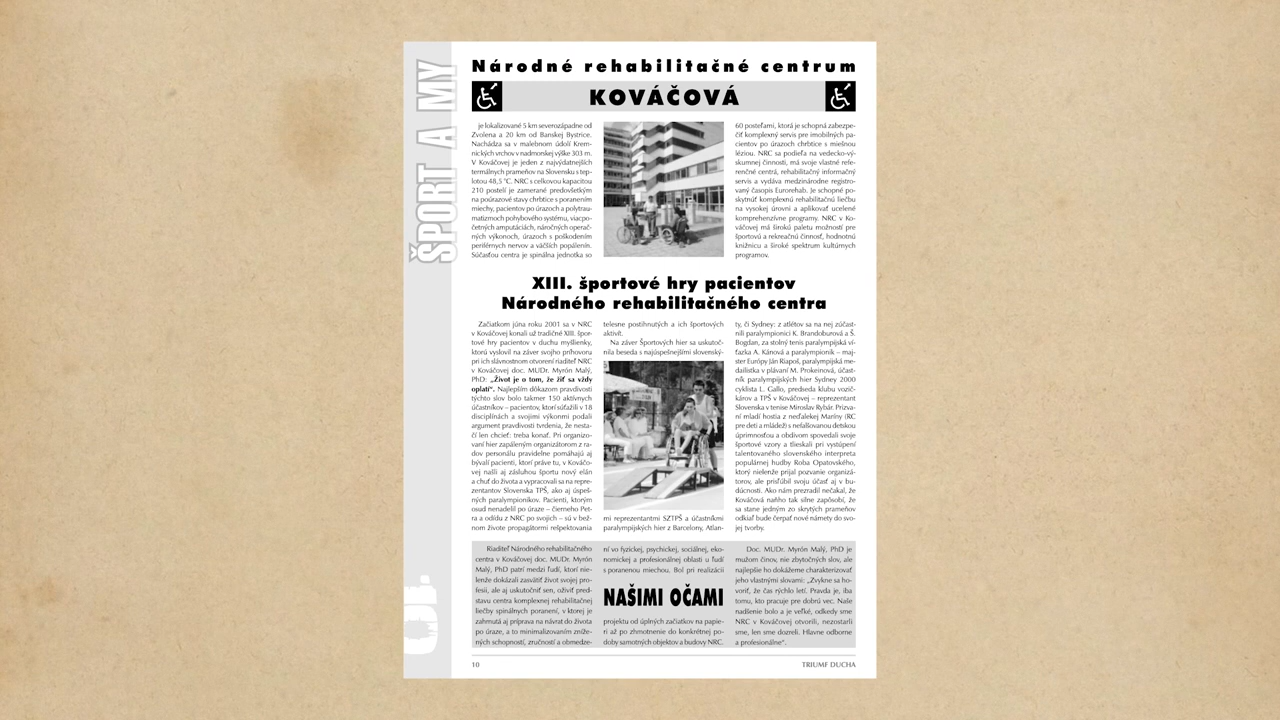 ŠPORT A MY
Národné rehabilitačné centrum
KOVÁČOVÁ
je lokalizované 5 km severozápadne od
Zvolena a 20 km od Banskej Bystrice.
Nachádza sa v malebnom údolí Krem-
nických vrchov v nadmorskej výške 303 m.
V Kováčovej je jeden z najvýdatnejších
termálnych prameňov na Slovensku s tep-
lotou 48,5 °C. NRC s celkovou kapacitou
210 postelí je zamerané predovšetkým
na poúrazové stavy chrbtice s poranením
miechy, pacientov po úrazoch a polytrau-
matizmoch pohybového systému, viacpo-
četných amputáciách, náročných operač-
ných výkonoch, úrazoch s poškodením
periférnych nervov a väčších popálenín.
Súčasťou centra je spinálna jednotka so
60 posteľami, ktorá je schopná zabezpe-
čiť komplexný servis pre imobilných pa-
cientov po úrazoch chrbtice s miešnou
léziou. NRC sa podieľa na vedecko-vý-
skumnej činnosti, má svoje vlastné refe-
renčné centrá, rehabilitačný informačný
servis a vydáva medzinárodne registro-
vaný časopis Eurorehab. Je schopné po-
skytnúť komplexnú rehabilitačnú liečbu
na vysokej úrovni a aplikovať ucelené
komprehenzívne programy. NRC v Ko-
váčovej má širokú paletu možností pre
športovú a rekreačnú činnosť, hodnotnú
knižnicu a široké spektrum kultúrnych
programov.
XIII. športové hry pacientov
Národného rehabilitačného centra
Začiatkom júna roku 2001 sa v NRC
v Kováčovej konali už tradičné XIII. špor-
tové hry pacientov v duchu myšlienky,
ktorú vyslovil na záver svojho príhovoru
pri ich slávnostnom otvorení riaditeľ NRC
v Kováčovej doc. MUDr. Myrón Malý,
PhD: „Život je o tom, že žiť sa vždy
oplatí“. Najlepším dôkazom pravdivosti
týchto slov bolo takmer 150 aktívnych
účastníkov – pacientov, ktorí súťažili v 18
disciplínách a svojimi výkonmi podali
argument pravdivosti tvrdenia, že nesta-
čí len chcieť: treba konať. Pri organizo-
vaní hier zapáleným organizátorom z ra-
dov personálu pravidelne pomáhajú aj
bývalí pacienti, ktorí práve tu, v Kováčo-
vej našli aj zásluhou športu nový elán
a chuť do života a vypracovali sa na repre-
zentantov Slovenska TPŠ, ako aj úspeš-
ných paralympionikov. Pacienti, ktorým
osud nenadelil po úraze – čierneho Pet-
ra a odídu z NRC po svojich – sú v bež-
nom živote propagátormi rešpektovania
telesne postihnutých a ich športových
aktivít.
Na záver Športových hier sa uskutoč-
nila beseda s najúspešnejšími slovenský-
mi reprezentantmi SZTPŠ a účastníkmi
paralympijských hier z Barcelony, Atlan-
ty, či Sydney: z atlétov sa na nej zúčast-
nili paralympionici K. Brandoburová a Š.
Bogdan, za stolný tenis paralympijská ví-
ťazka A. Kánová a paralympionik – maj-
ster Európy Ján Riapoš, paralympijská me-
dailistka v plávaní M. Prokeinová, účast-
ník paralympijských hier Sydney 2000
cyklista L. Gallo, predseda klubu vozič-
károv a TPŠ v Kováčovej – reprezentant
Slovenska v tenise Miroslav Rybár. Prizva-
ní mladí hostia z neďalekej Maríny (RC
pre deti a mládež) s nefalšovanou detskou
úprimnosťou a obdivom spovedali svoje
športové vzory a tlieskali pri vystúpení
talentovaného slovenského interpreta
populárnej hudby Roba Opatovského,
ktorý nielenže prijal pozvanie organizá-
torov, ale prisľúbil svoju účasť aj v bu-
dúcnosti. Ako nám prezradil nečakal, že
Kováčová naňho tak silne zapôsobí, že
sa stane jedným zo skrytých prameňov
odkiaľ bude čerpať nové námety do svo-
jej tvorby.
Riaditeľ Národného rehabilitačného
centra v Kováčovej doc. MUDr. Myrón
Malý, PhD patrí medzi ľudí, ktorí nie-
lenže dokázali zasvätiť život svojej pro-
fesii, ale aj uskutočniť sen, oživiť pred-
stavu centra komplexnej rehabilitačnej
liečby spinálnych poranení, v ktorej je
zahrnutá aj príprava na návrat do života
po úraze, a to minimalizovaním zníže-
ných schopností, zručností a obmedze-
ní vo fyzickej, psychickej, sociálnej, eko-
nomickej a profesionálnej oblasti u ľudí
s poranenou miechou. Bol pri realizácii
NAŠIMI OČAMI
projektu od úplných začiatkov na papie-
ri až po zhmotnenie do konkrétnej po-
doby samotných objektov a budovy NRC.
Doc. MUDr. Myrón Malý, PhD je
mužom činov, nie zbytočných slov, ale
najlepšie ho dokážeme charakterizovať
jeho vlastnými slovami: „Zvykne sa ho-
voriť, že čas rýchlo letí. Pravda je, iba
tomu, kto pracuje pre dobrú vec. Naše
nadšenie bolo a je veľké, odkedy sme
NRC v Kováčovej otvorili, nezostarli
sme, len sme dozreli. Hlavne odborne
a profesionálne“.
10
TRIUMF DUCHA